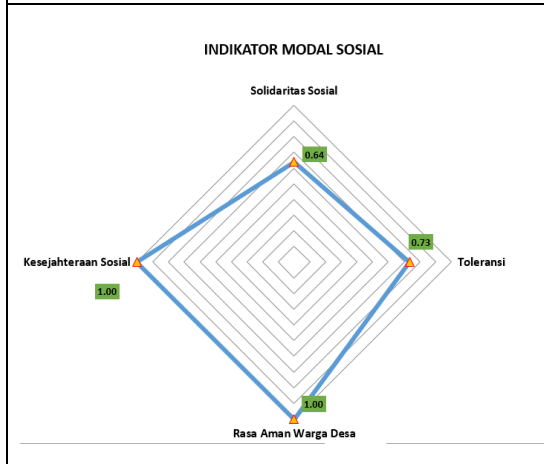 INDIKATOR MODAL SOSIAL
Solidaritas Sosial
0.64
0.73
Kesejahteraan Sosial
Toleransi
1.00
1.00
Rasa Aman Warga Desa